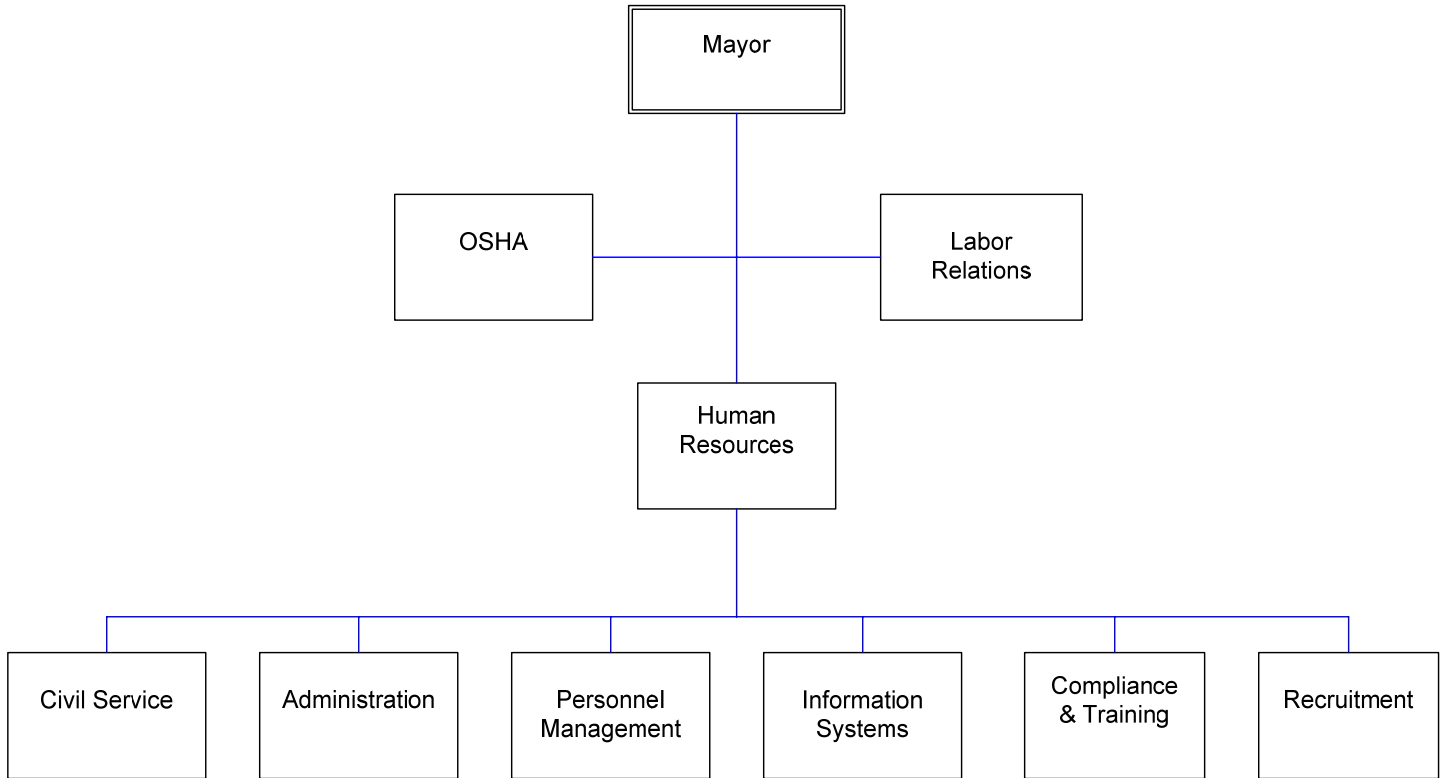 Mayor
OSHA
Labor
Relations
Human
Resources
Civil Service
Administration
Personnel
Management
Information
Systems
Compliance
& Training
Recruitment